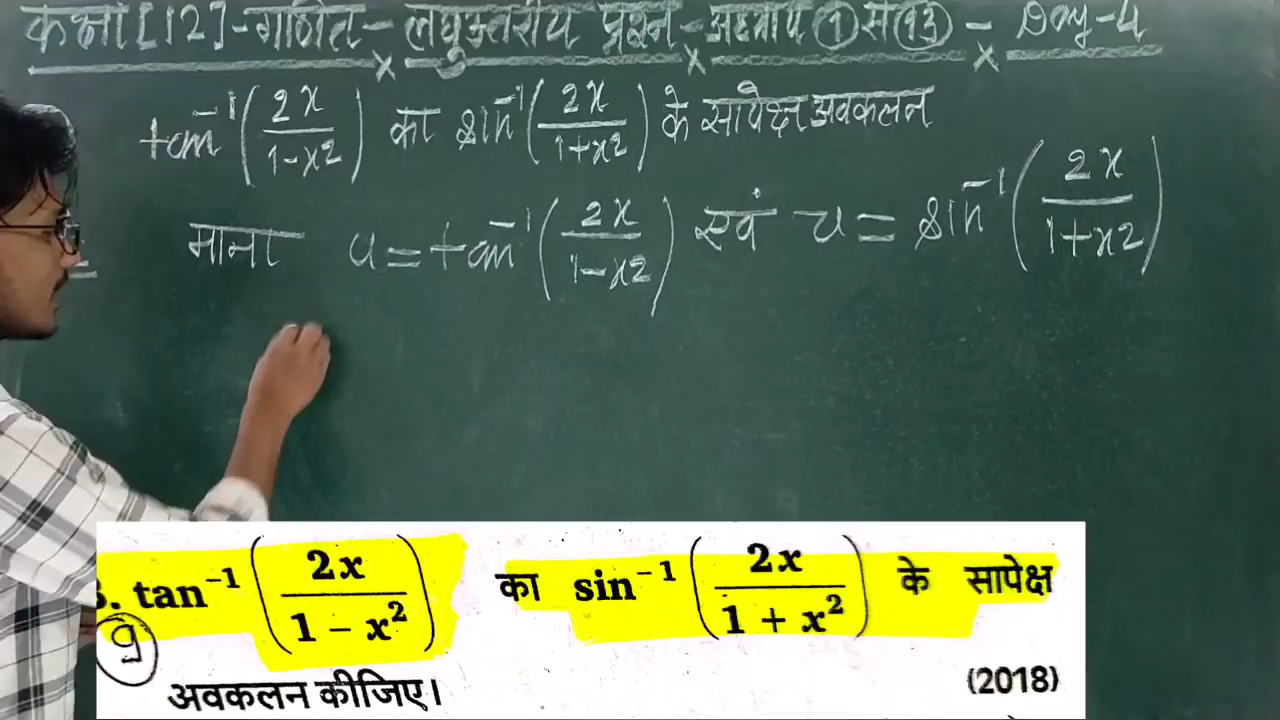 कक्षा [12]-गणित-लघुउत्तरीय प्रश्न-अध्याय ① से ⑬ - Day-4
tan⁻¹(2x/1-x2) का sin⁻¹(2x/1+x2) के सापेक्ष अवकलन
माना u = tan⁻¹(2x/1-x2) एवं v = sin⁻¹(2x/1+x2)
3. tan⁻¹(2x/1 − x²) का sin⁻¹(2x/1 + x²) के सापेक्ष
9
अवकलन कीजिए। (2018)